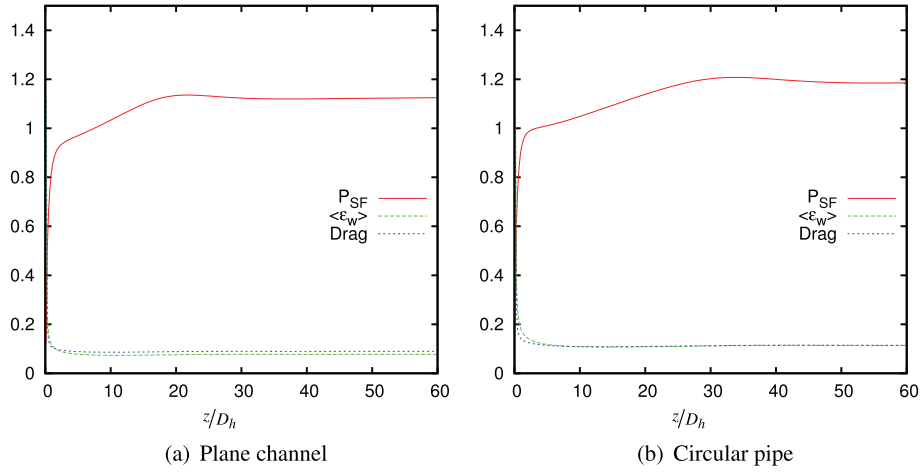 1.4
1.2
1
0.8
0.6
0.4
0.2
0
0 10 20 30 40 50 60
P_SF
<ε_w>
Drag
z/D_h
(a) Plane channel
1.4
1.2
1
0.8
0.6
0.4
0.2
0
0 10 20 30 40 50 60
P_SF
<ε_w>
Drag
z/D_h
(b) Circular pipe